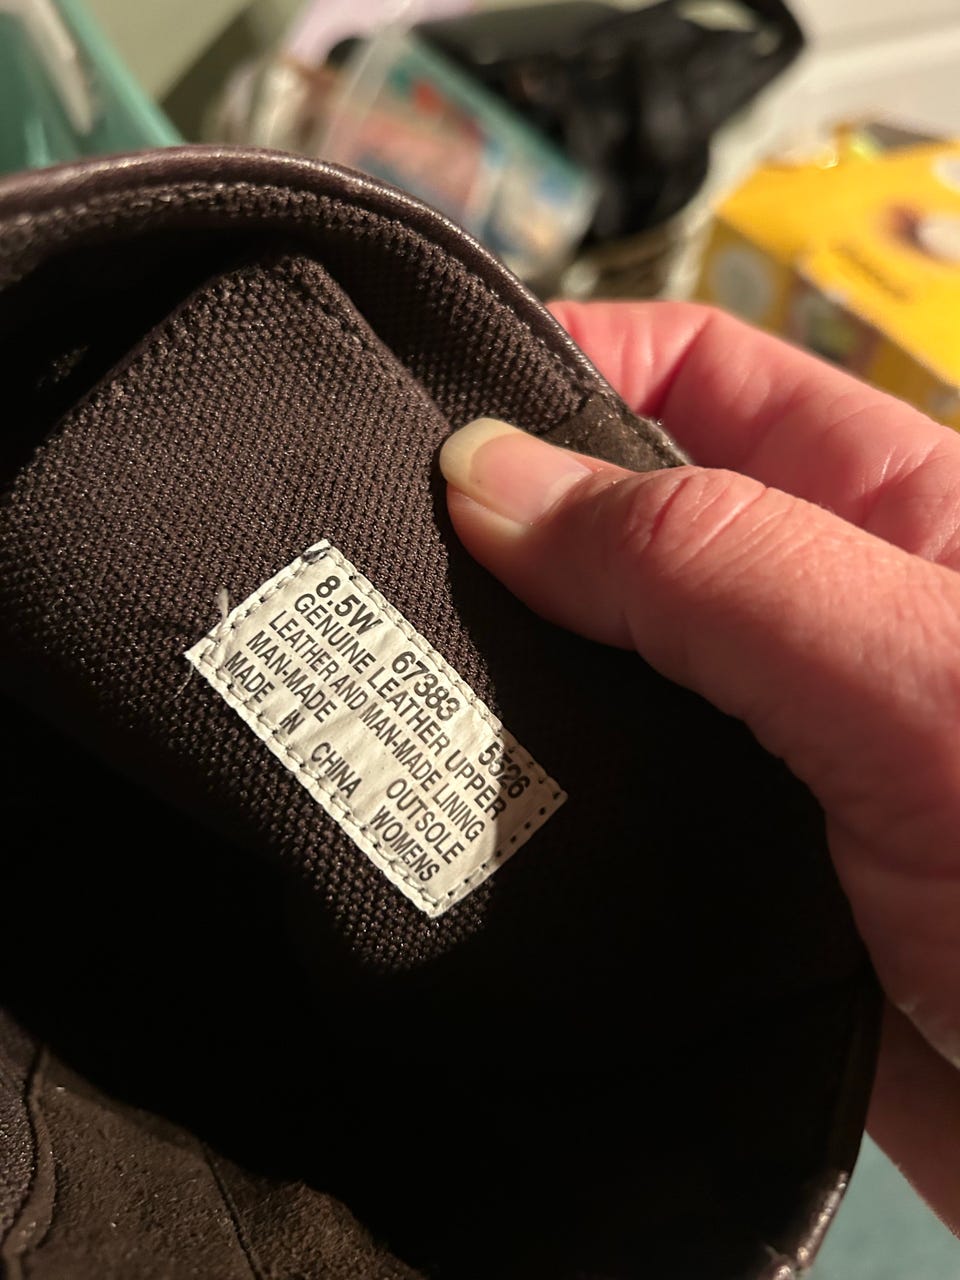 8.5W 67383 5526
GENUINE LEATHER UPPER
LEATHER AND MAN-MADE LINING
MAN-MADE OUTSOLE
MADE IN CHINA WOMENS